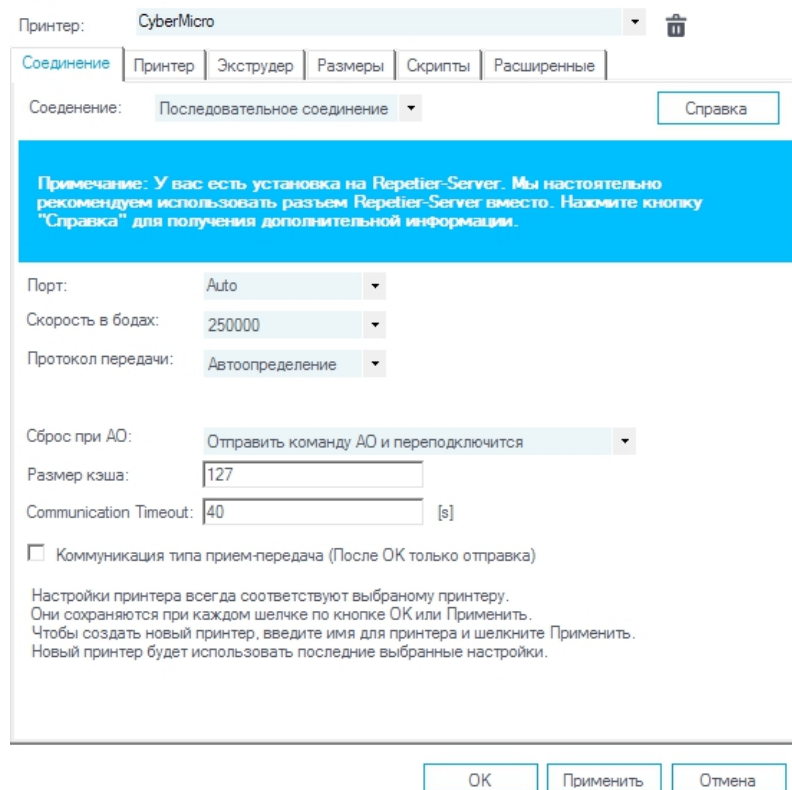 Принтер: CyberMicro
Соединение Принтер Экструдер Размеры Скрипты Расширенные
Соеденение: Последовательное соединение Справка
Примечание: У вас есть установка на Repetier-Server. Мы настоятельно
рекомендуем использовать разъем Repetier-Server вместо. Нажмите кнопку
"Справка" для получения дополнительной информации.
Порт: Auto
Скорость в бодах: 250000
Протокол передачи: Автоопределение
Сброс при АО: Отправить команду АО и переподключится
Размер кэша: 127
Communication Timeout: 40 [s]
Коммуникация типа прием-передача (После ОК только отправка)
Настройки принтера всегда соответствуют выбраному принтеру.
Они сохраняются при каждом шелчке по кнопке ОК или Применить.
Чтобы создать новый принтер, введите имя для принтера и шелкните Применить.
Новый принтер будет использовать последние выбранные настройки.
ОК Применить Отмена